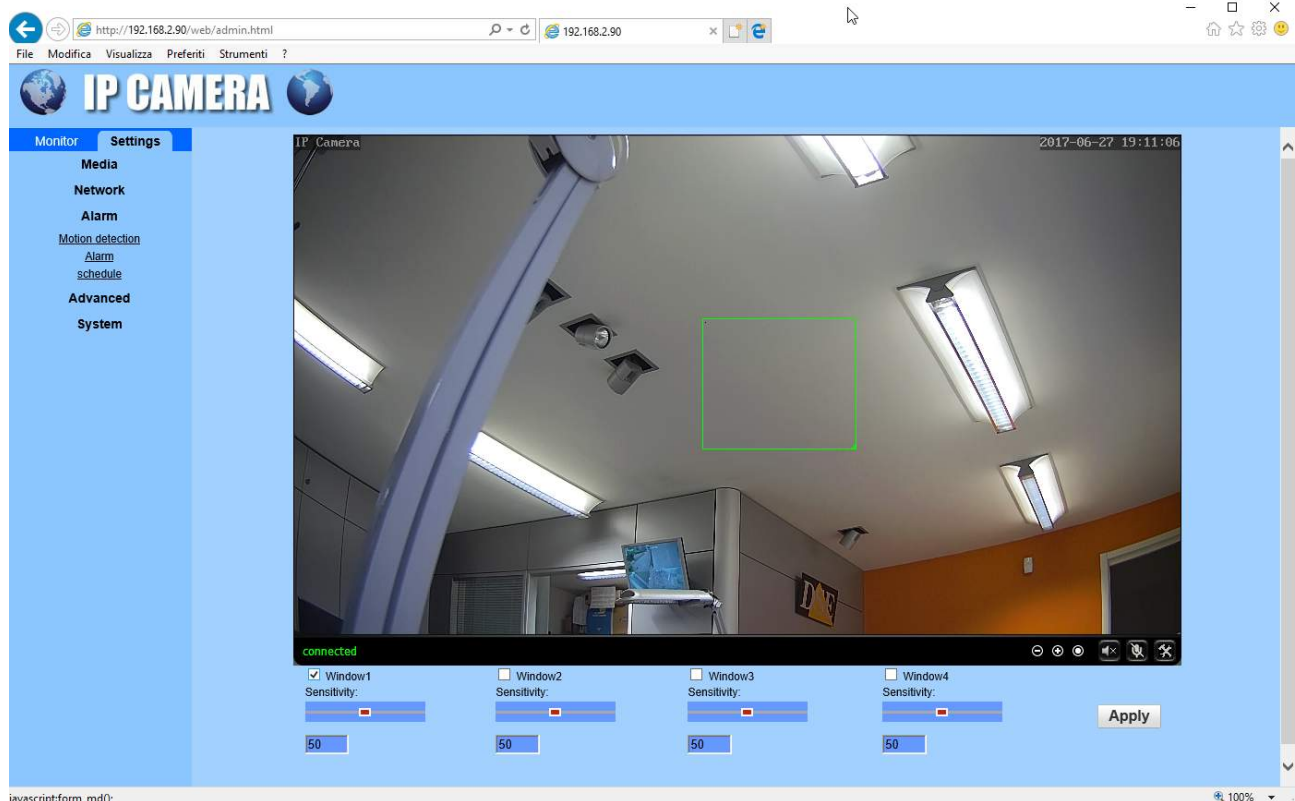 http://192.168.2.90/web/admin.html
192.168.2.90
File Modifica Visualizza Preferiti Strumenti ?
IP CAMERA
Monitor Settings
Media
Network
Alarm
Motion detection
Alarm
schedule
Advanced
System
IP Camera 2017-06-27 19:11:06
connected
Window1 Window2 Window3 Window4
Sensitivity: Sensitivity: Sensitivity: Sensitivity:
Apply
50 50 50 50
javascript:form_md();
100%